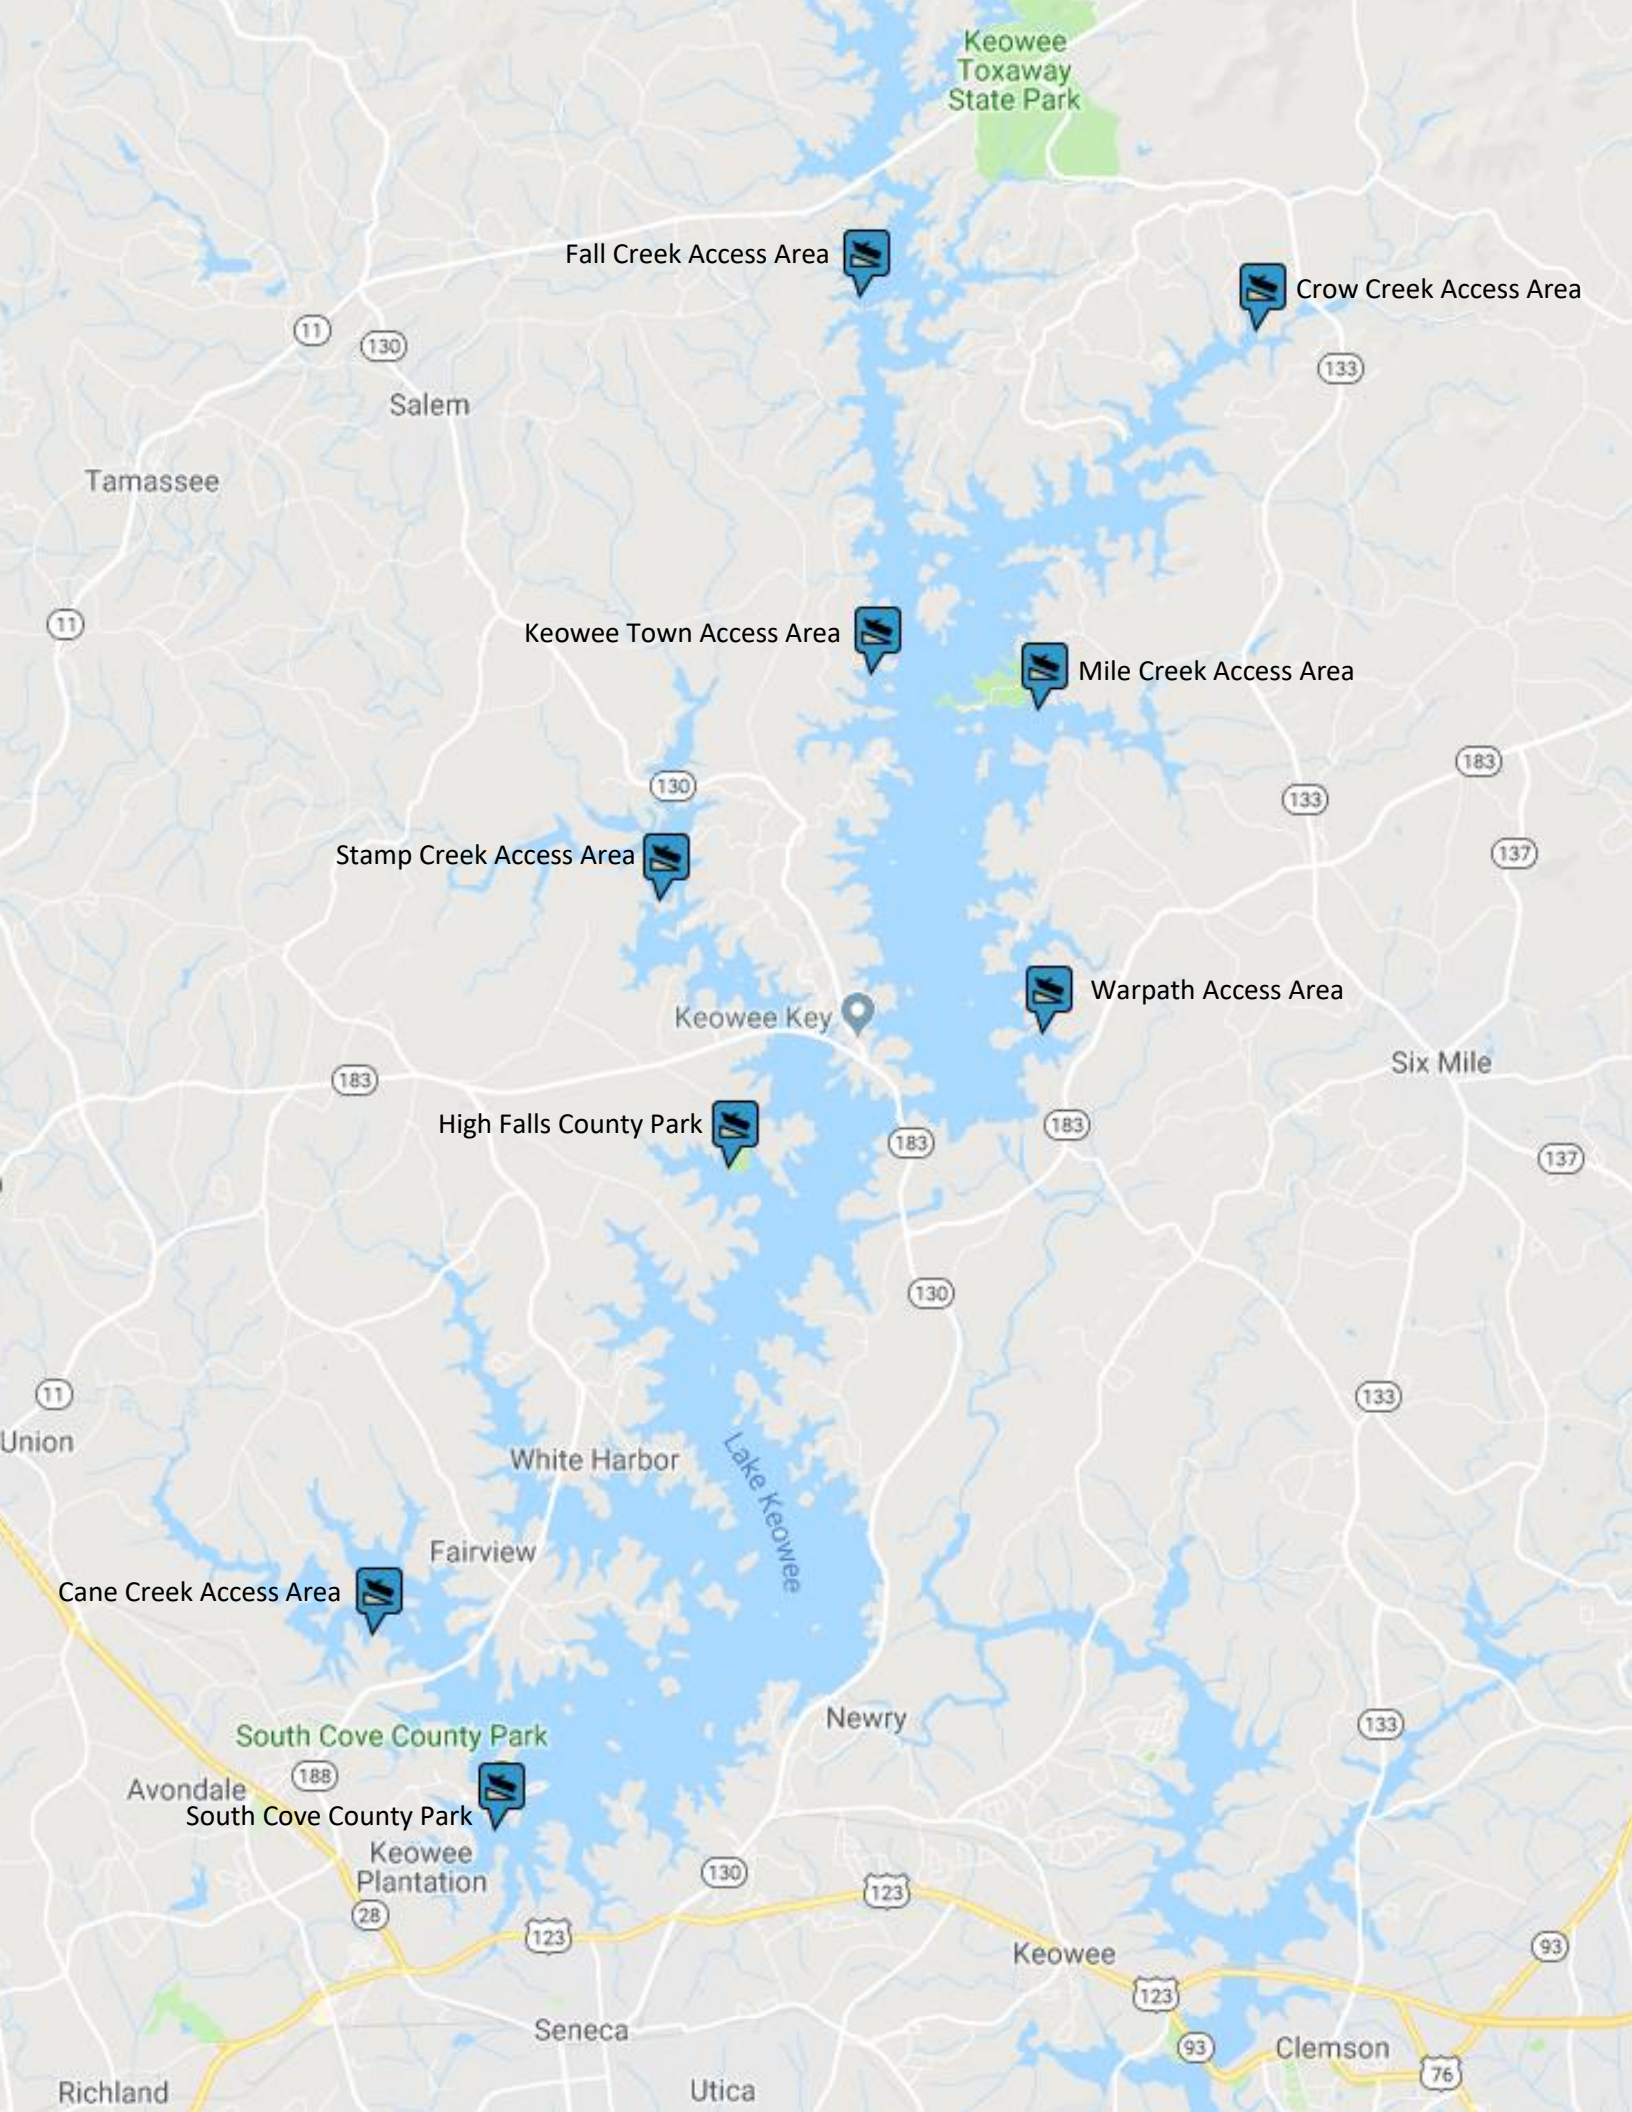 Keowee
Toxaway
State Park
Fall Creek Access Area
Crow Creek Access Area
11
130
133
Salem
Tamassee
11
Keowee Town Access Area
Mile Creek Access Area
183
130
133
137
Stamp Creek Access Area
Warpath Access Area
Keowee Key
Six Mile
183
High Falls County Park
183
183
137
130
11
133
Union
White Harbor
Lake Keowee
Fairview
Cane Creek Access Area
Newry
133
South Cove County Park
188
Avondale
South Cove County Park
Keowee
Plantation
130
123
28
123
93
Keowee
123
Seneca
93
Clemson
76
Richland
Utica